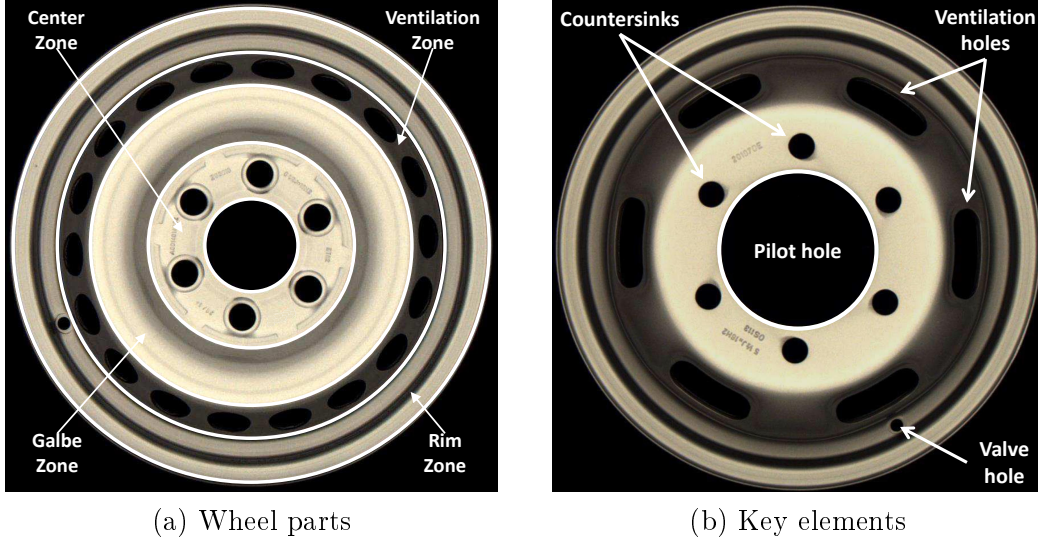 Center
Zone
Ventilation
Zone
Galbe
Zone
Rim
Zone
(a) Wheel parts
Countersinks
Ventilation
holes
Pilot hole
Valve
hole
(b) Key elements